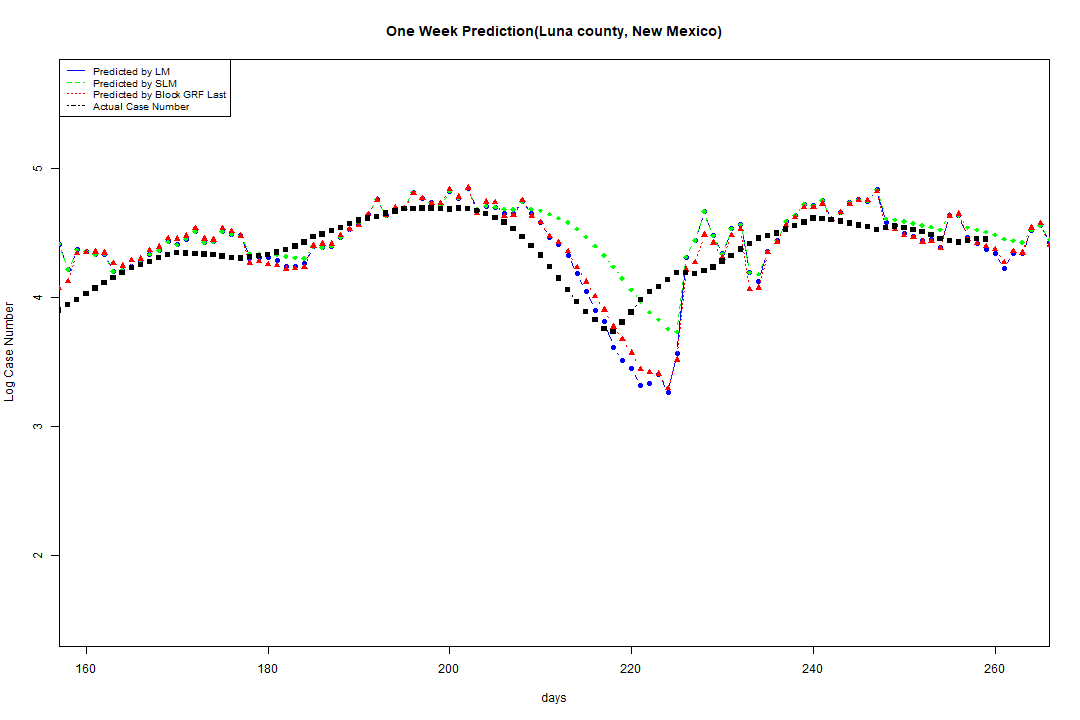 One Week Prediction(Luna county, New Mexico)
Predicted by LM
Predicted by SLM
Predicted by Block GRF Last
Actual Case Number
5
4
3
2
Log Case Number
160 180 200 220 240 260
days